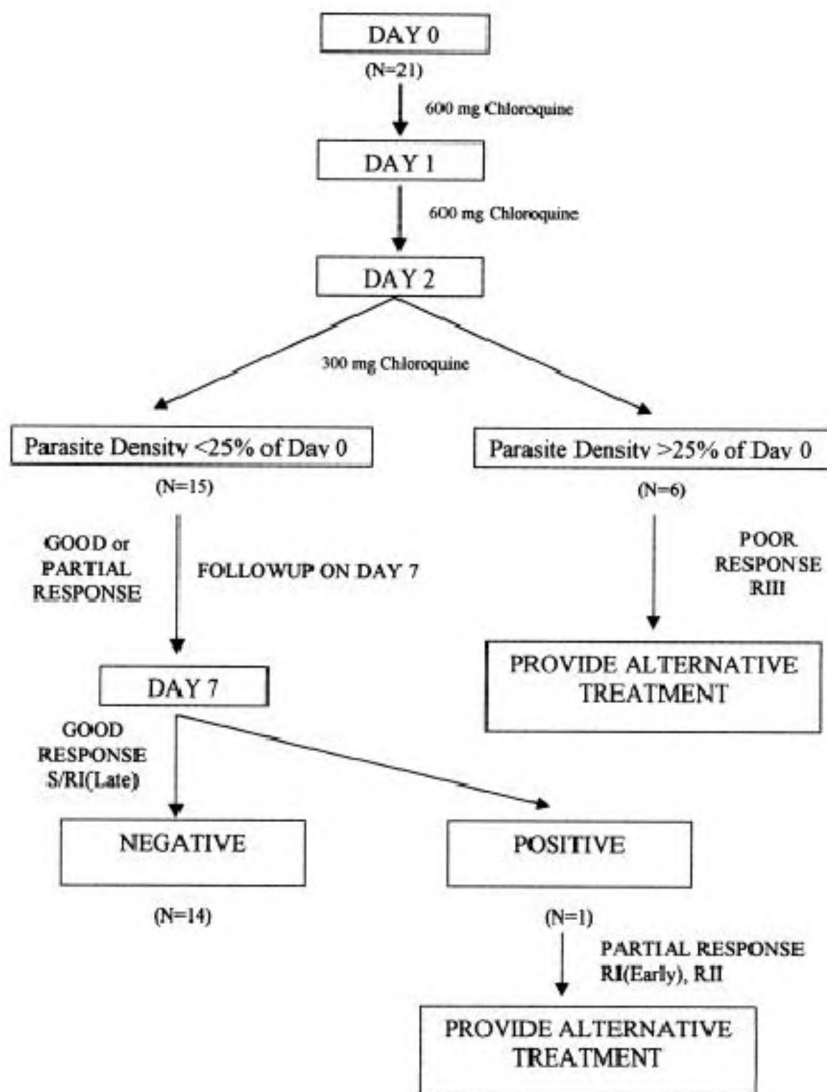 DAY 0
(N=21)
600 mg Chloroquine
DAY 1
600 mg Chloroquine
DAY 2
300 mg Chloroquine
Parasite Density <25% of Day 0
(N=15)
Parasite Density >25% of Day 0
(N=6)
GOOD or
PARTIAL
RESPONSE
FOLLOWUP ON DAY 7
POOR
RESPONSE
RIII
PROVIDE ALTERNATIVE
TREATMENT
DAY 7
GOOD
RESPONSE
S/RI(Late)
NEGATIVE
(N=14)
POSITIVE
(N=1)
PARTIAL RESPONSE
RI(Early), RII
PROVIDE ALTERNATIVE
TREATMENT